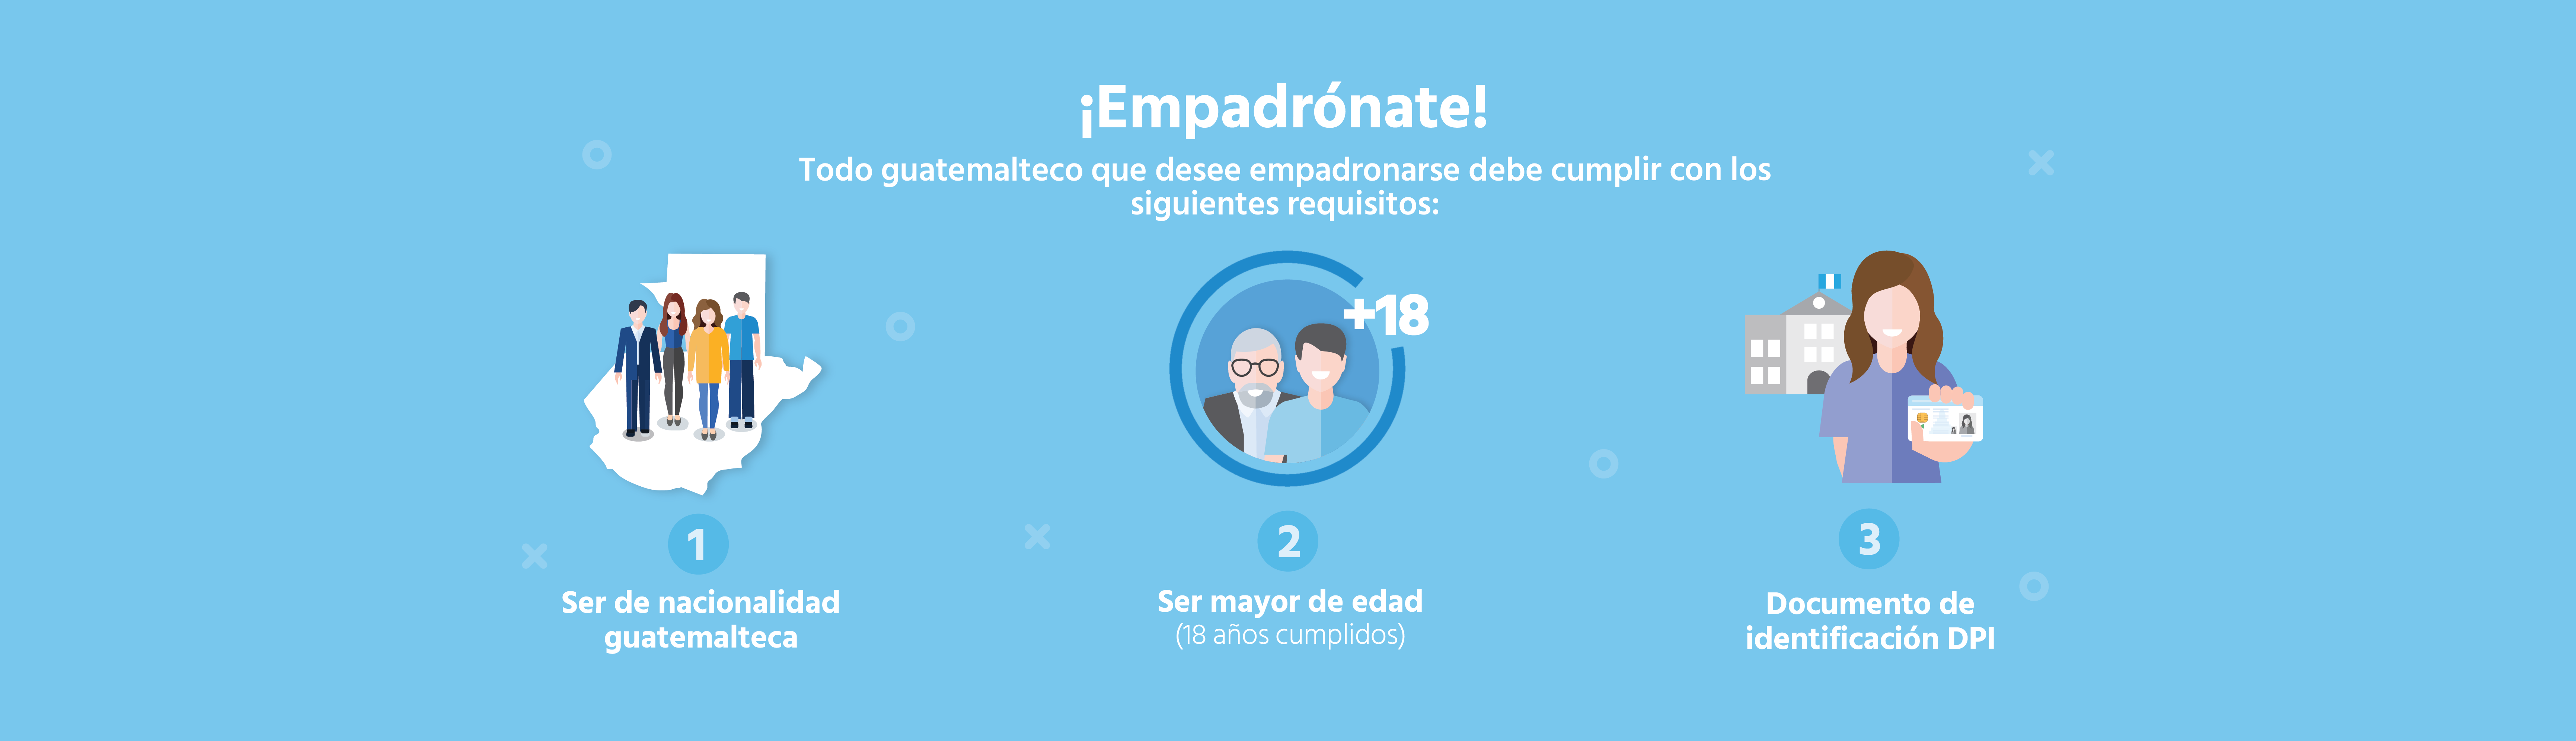 ¡Empadrónate!
Todo guatemalteco que desee empadronarse debe cumplir con los
siguientes requisitos:
+18
1
Ser de nacionalidad
guatemalteca
2
Ser mayor de edad
(18 años cumplidos)
3
Documento de
identificación DPI